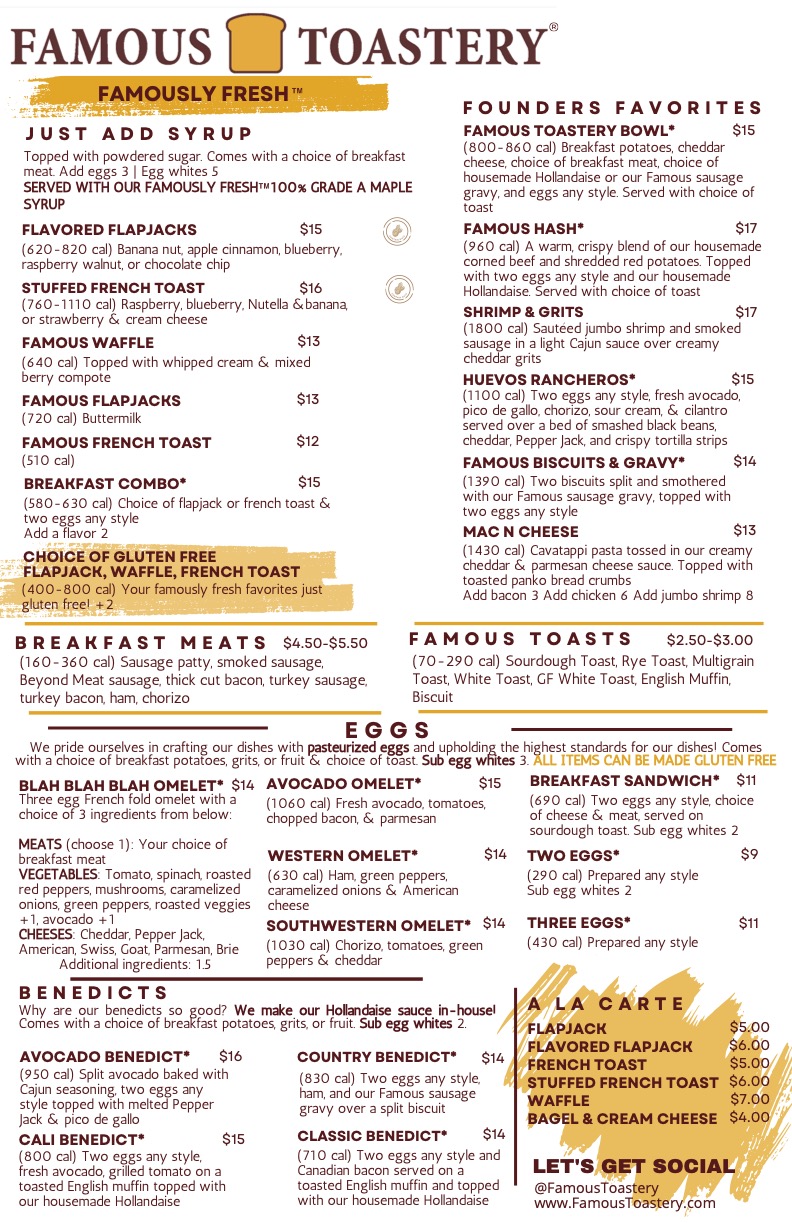 FAMOUS TOASTERY®
FAMOUSLY FRESH™
JUST ADD SYRUP
Topped with powdered sugar. Comes with a choice of breakfast
meat. Add eggs 3 | Egg whites 5
SERVED WITH OUR FAMOUSLY FRESH™100% GRADE A MAPLE
SYRUP
FLAVORED FLAPJACKS $15
(620-820 cal) Banana nut, apple cinnamon, blueberry,
raspberry walnut, or chocolate chip
STUFFED FRENCH TOAST $16
(760-1110 cal) Raspberry, blueberry, Nutella &banana,
or strawberry & cream cheese
FAMOUS WAFFLE $13
(640 cal) Topped with whipped cream & mixed
berry compote
FAMOUS FLAPJACKS $13
(720 cal) Buttermilk
FAMOUS FRENCH TOAST $12
(510 cal)
BREAKFAST COMBO* $15
(580-630 cal) Choice of flapjack or french toast &
two eggs any style
Add a flavor 2
CHOICE OF GLUTEN FREE
FLAPJACK, WAFFLE, FRENCH TOAST
(400-800 cal) Your famously fresh favorites just
gluten free! +2
FOUNDERS FAVORITES
FAMOUS TOASTERY BOWL* $15
(800-860 cal) Breakfast potatoes, cheddar
cheese, choice of breakfast meat, choice of
housemade Hollandaise or our Famous sausage
gravy, and eggs any style. Served with choice of
toast
FAMOUS HASH* $17
(960 cal) A warm, crispy blend of our housemade
corned beef and shredded red potatoes. Topped
with two eggs any style and our housemade
Hollandaise. Served with choice of toast
SHRIMP & GRITS $17
(1800 cal) Sautéed jumbo shrimp and smoked
sausage in a light Cajun sauce over creamy
cheddar grits
HUEVOS RANCHEROS* $15
(1100 cal) Two eggs any style, fresh avocado,
pico de gallo, chorizo, sour cream, & cilantro
served over a bed of smashed black beans,
cheddar, Pepper Jack, and crispy tortilla strips
FAMOUS BISCUITS & GRAVY* $14
(1390 cal) Two biscuits split and smothered
with our Famous sausage gravy, topped with
two eggs any style
MAC N CHEESE $13
(1430 cal) Cavatappi pasta tossed in our creamy
cheddar & parmesan cheese sauce. Topped with
toasted panko bread crumbs
Add bacon 3 Add chicken 6 Add jumbo shrimp 8
BREAKFAST MEATS $4.50-$5.50
(160-360 cal) Sausage patty, smoked sausage,
Beyond Meat sausage, thick cut bacon, turkey sausage,
turkey bacon, ham, chorizo
FAMOUS TOASTS $2.50-$3.00
(70-290 cal) Sourdough Toast, Rye Toast, Multigrain
Toast, White Toast, GF White Toast, English Muffin,
Biscuit
EGGS
We pride ourselves in crafting our dishes with pasteurized eggs and upholding the highest standards for our dishes! Comes
with a choice of breakfast potatoes, grits, or fruit & choice of toast. Sub egg whites 3. ALL ITEMS CAN BE MADE GLUTEN FREE
BLAH BLAH BLAH OMELET* $14
Three egg French fold omelet with a
choice of 3 ingredients from below:
MEATS (choose 1): Your choice of
breakfast meat
VEGETABLES: Tomato, spinach, roasted
red peppers, mushrooms, caramelized
onions, green peppers, roasted veggies
+1, avocado +1
CHEESES: Cheddar, Pepper Jack,
American, Swiss, Goat, Parmesan, Brie
Additional ingredients: 1.5
AVOCADO OMELET* $15
(1060 cal) Fresh avocado, tomatoes,
chopped bacon, & parmesan
WESTERN OMELET* $14
(630 cal) Ham, green peppers,
caramelized onions & American
cheese
SOUTHWESTERN OMELET* $14
(1030 cal) Chorizo, tomatoes, green
peppers & cheddar
BREAKFAST SANDWICH* $11
(690 cal) Two eggs any style, choice
of cheese & meat, served on
sourdough toast. Sub egg whites 2
TWO EGGS* $9
(290 cal) Prepared any style
Sub egg whites 2
THREE EGGS* $11
(430 cal) Prepared any style
BENEDICTS
Why are our benedicts so good? We make our Hollandaise sauce in-house!
Comes with a choice of breakfast potatoes, grits, or fruit. Sub egg whites 2.
AVOCADO BENEDICT* $16
(950 cal) Split avocado baked with
Cajun seasoning, two eggs any
style topped with melted Pepper
Jack & pico de gallo
CALI BENEDICT* $15
(800 cal) Two eggs any style,
fresh avocado, grilled tomato on a
toasted English muffin topped with
our housemade Hollandaise
COUNTRY BENEDICT* $14
(830 cal) Two eggs any style,
ham, and our Famous sausage
gravy over a split biscuit
CLASSIC BENEDICT* $14
(710 cal) Two eggs any style and
Canadian bacon served on a
toasted English muffin and topped
with our housemade Hollandaise
A LA CARTE
FLAPJACK $5.00
FLAVORED FLAPJACK $6.00
FRENCH TOAST $5.00
STUFFED FRENCH TOAST $6.00
WAFFLE $7.00
BAGEL & CREAM CHEESE $4.00
LET'S GET SOCIAL
@FamousToastery
www.FamousToastery.com